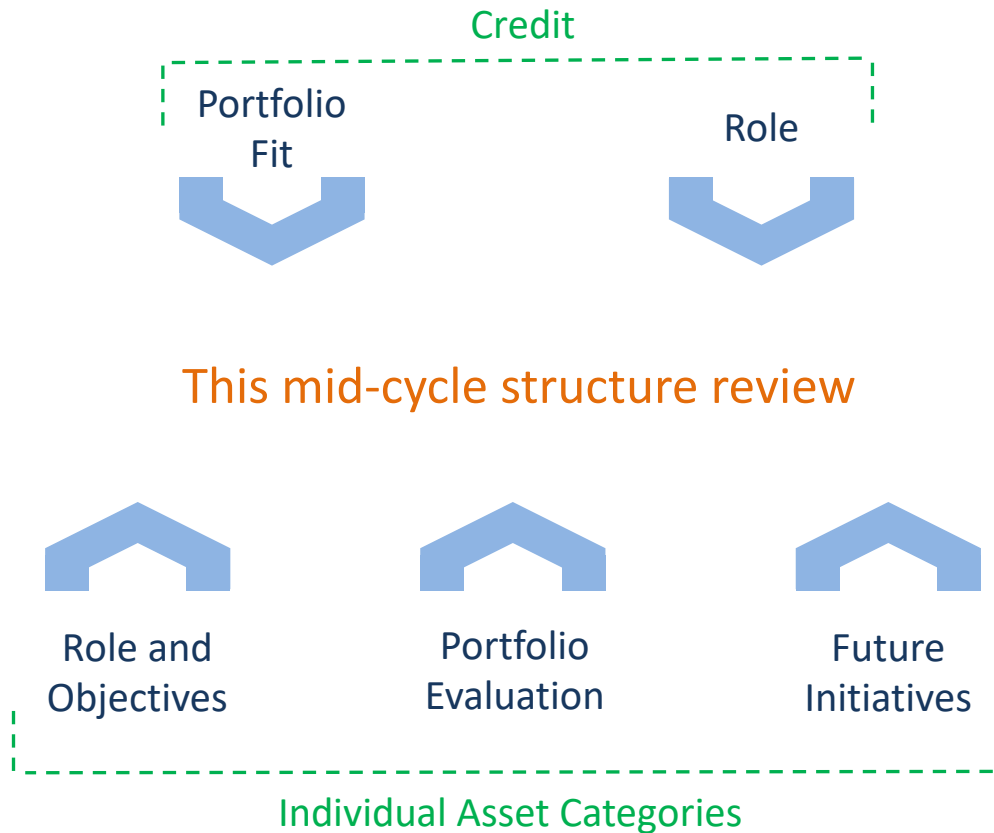 Credit
Portfolio
Fit
Role
This mid-cycle structure review
Role and
Objectives
Portfolio
Evaluation
Future
Initiatives
Individual Asset Categories